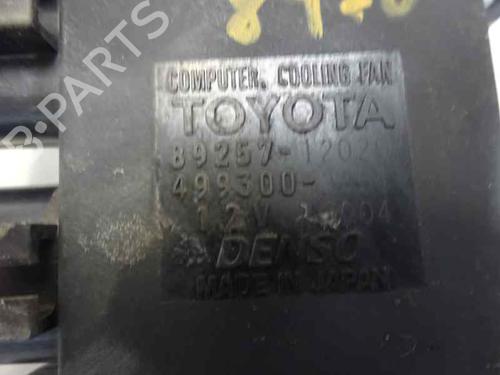 COMPUTER, COOLING FAN
TOYOTA
89257-1202
499300-
12V
DENSO
MADE IN JAPAN
B-PARTS